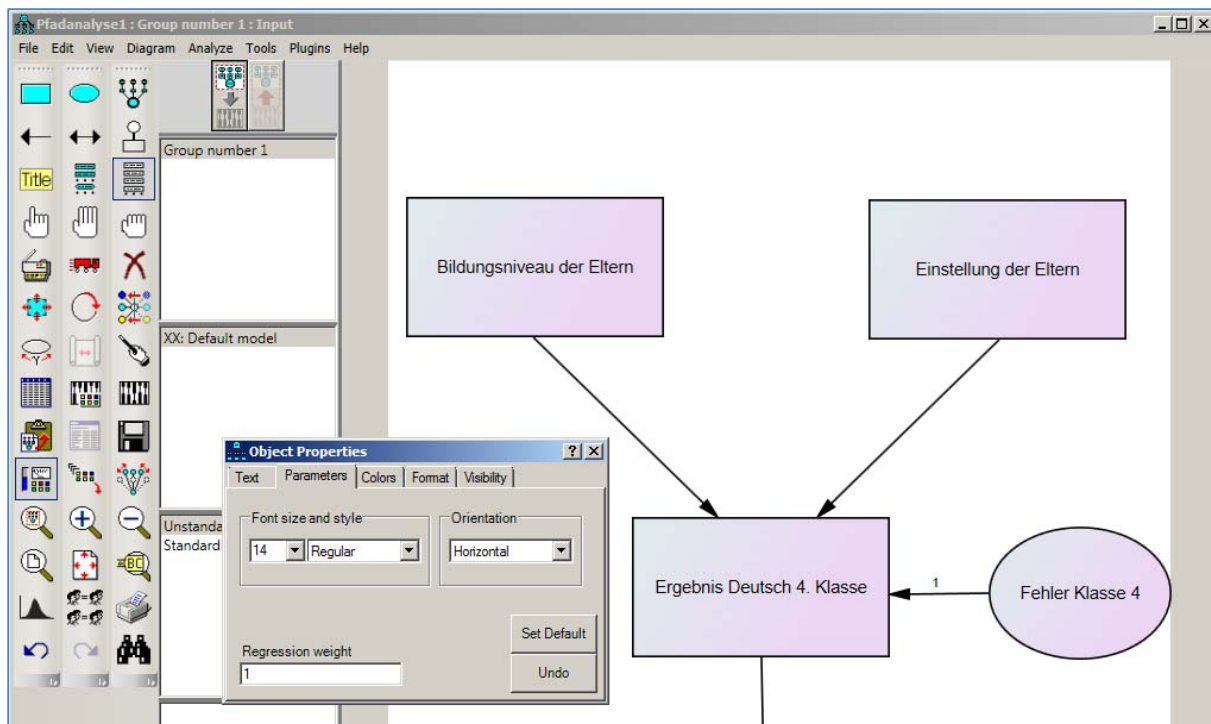 Pfadanalyse1 : Group number 1 : Input
File Edit View Diagram Analyze Tools Plugins Help
Title
Group number 1
XX: Default model
Unstanda
Standard
Object Properties
Text Parameters Colors Format Visibility
Font size and style
Orientation
14 Regular
Horizontal
Set Default
Regression weight
1
Undo
Bildungsniveau der Eltern
Einstellung der Eltern
Ergebnis Deutsch 4. Klasse
1
Fehler Klasse 4